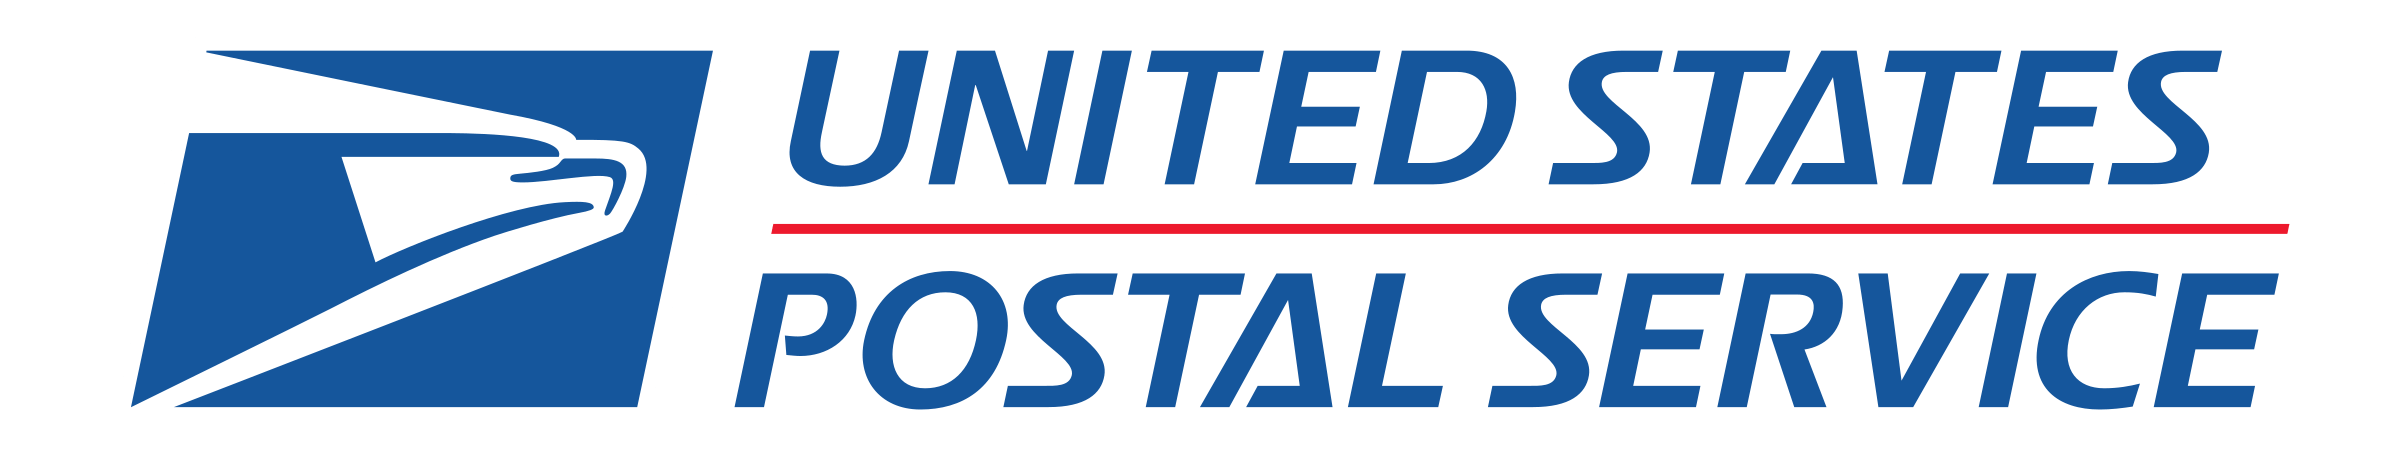 UNITED STATES
POSTAL SERVICE